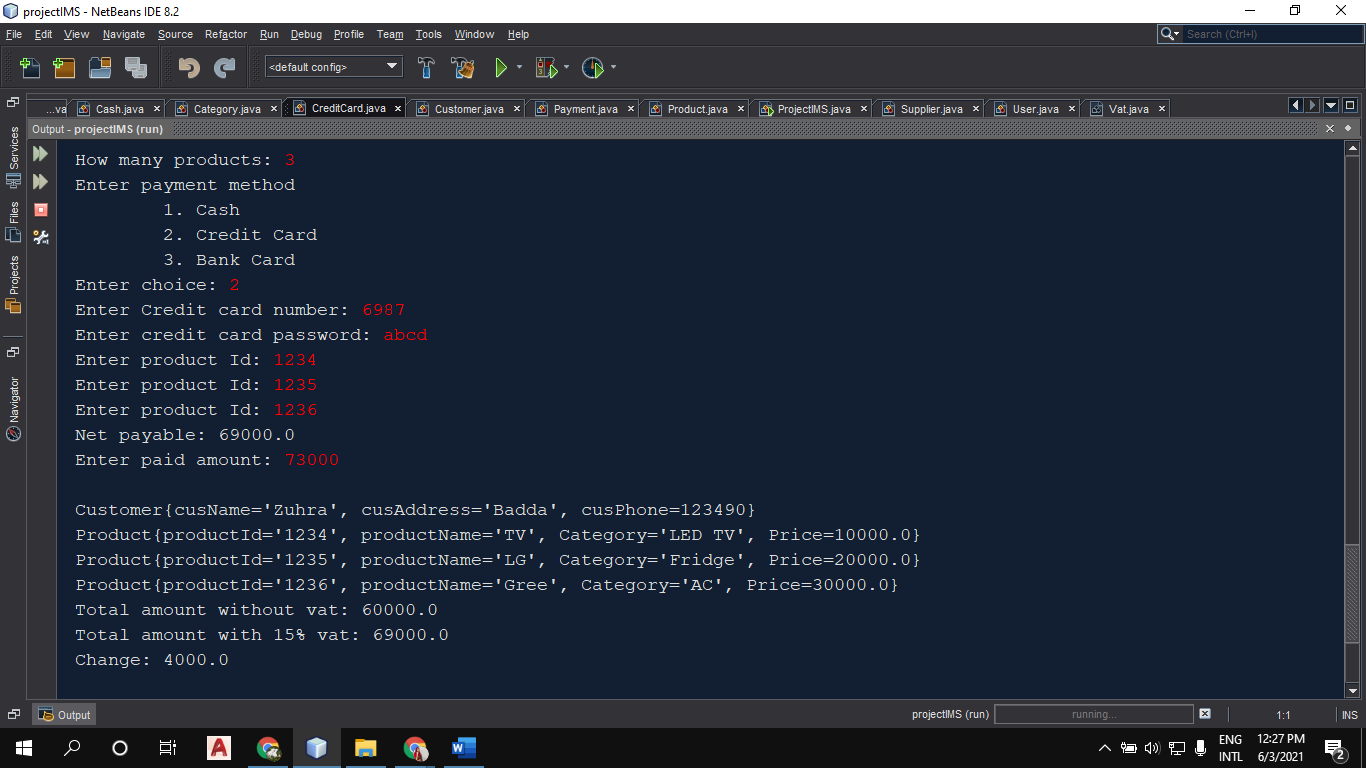 projectIMS - NetBeans IDE 8.2
File Edit View Navigate Source Refactor Run Debug Profile Team Tools Window Help
Search (Ctrl+I)
<default config>
...va Cash.java Category.java CreditCard.java Customer.java Payment.java Product.java ProjectIMS.java Supplier.java User.java Vat.java
Output - projectIMS (run)
Services
Files
Projects
Navigator
How many products: 3
Enter payment method
1. Cash
2. Credit Card
3. Bank Card
Enter choice: 2
Enter Credit card number: 6987
Enter credit card password: abcd
Enter product Id: 1234
Enter product Id: 1235
Enter product Id: 1236
Net payable: 69000.0
Enter paid amount: 73000
Customer{cusName='Zuhra', cusAddress='Badda', cusPhone=123490}
Product{productId='1234', productName='TV', Category='LED TV', Price=10000.0}
Product{productId='1235', productName='LG', Category='Fridge', Price=20000.0}
Product{productId='1236', productName='Gree', Category='AC', Price=30000.0}
Total amount without vat: 60000.0
Total amount with 15% vat: 69000.0
Change: 4000.0
Output
projectIMS (run) running... 1:1 INS
ENG 12:27 PM
INTL 6/3/2021
2